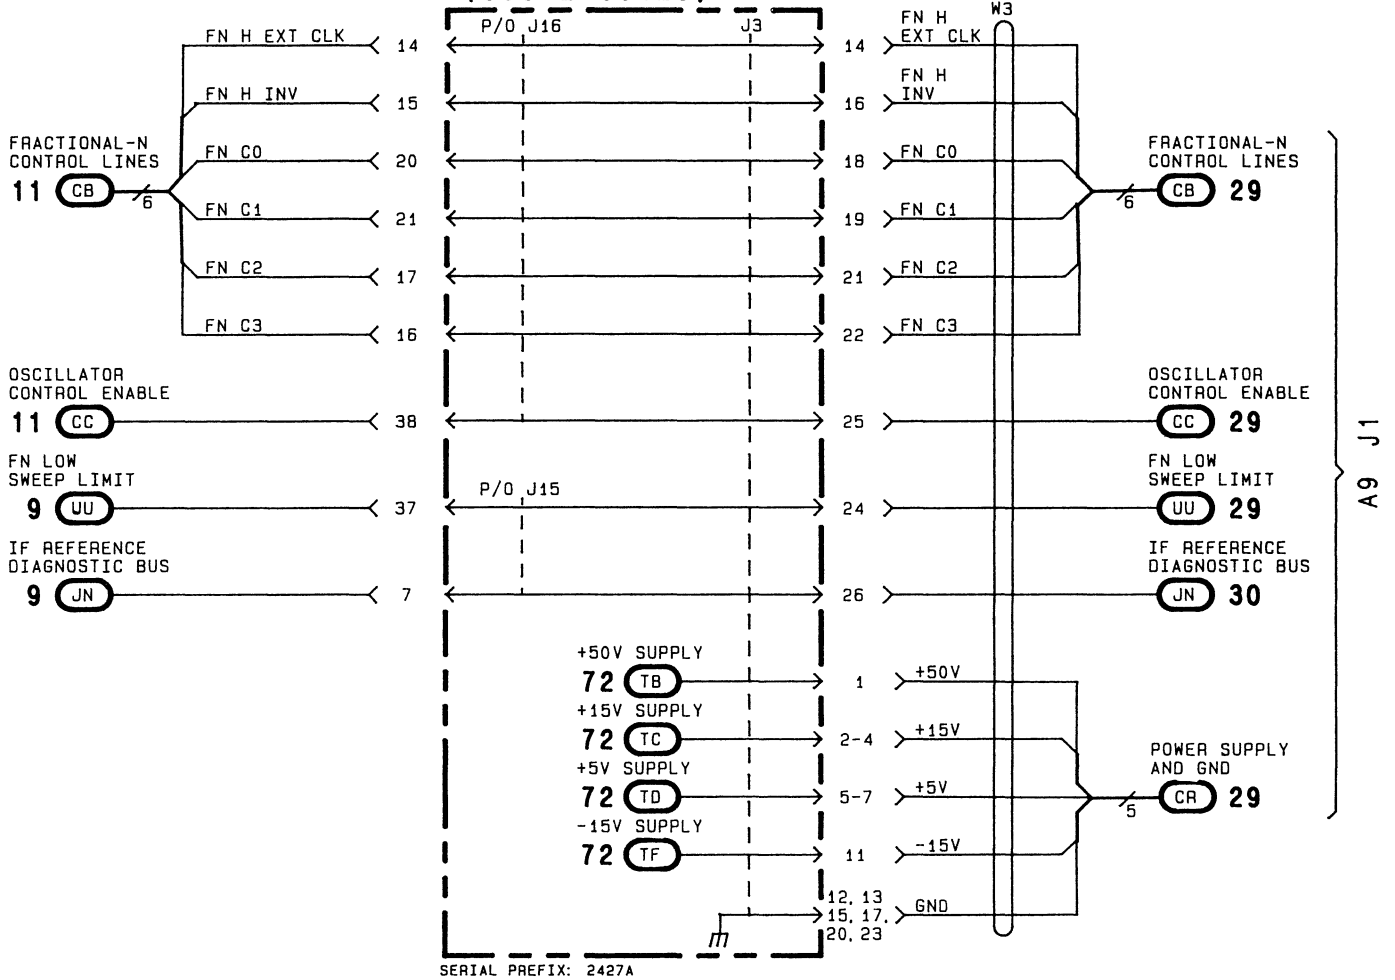 P/O J16
J3
W3
FN H EXT CLK
14
14
FN H
EXT CLK
FN H INV
15
16
FN H
INV
FRACTIONAL-N
CONTROL LINES
11 CB
6
FN C0
20
18
FN C0
FRACTIONAL-N
CONTROL LINES
6
CB 29
FN C1
21
19
FN C1
FN C2
17
21
FN C2
FN C3
16
22
FN C3
OSCILLATOR
CONTROL ENABLE
11 CC
38
25
OSCILLATOR
CONTROL ENABLE
CC 29
FN LOW
SWEEP LIMIT
9 UU
37
P/O J15
24
FN LOW
SWEEP LIMIT
UU 29
IF REFERENCE
DIAGNOSTIC BUS
9 JN
7
26
IF REFERENCE
DIAGNOSTIC BUS
JN 30
A9 J1
+50V SUPPLY
72 TB
1
+50V
+15V SUPPLY
72 TC
2-4
+15V
+5V SUPPLY
72 TD
5-7
+5V
POWER SUPPLY
AND GND
5
CR 29
-15V SUPPLY
72 TF
11
-15V
12, 13
15, 17,
20, 23
GND
SERIAL PREFIX: 2427A